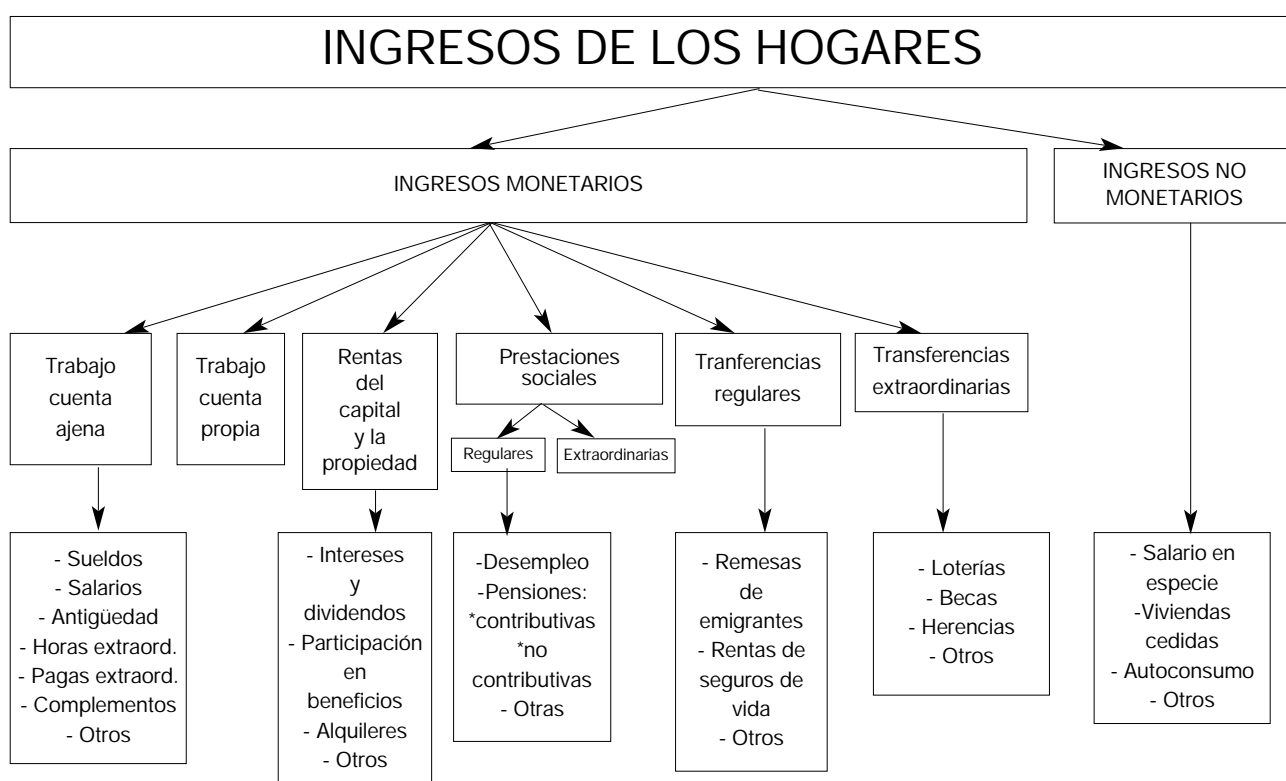 INGRESOS DE LOS HOGARES
INGRESOS MONETARIOS
INGRESOS NO
MONETARIOS
Trabajo
cuenta
ajena
Trabajo
cuenta
propia
Rentas
del
capital
y la
propiedad
Prestaciones
sociales
Regulares
Extraordinarias
Tranferencias
regulares
Transferencias
extraordinarias
- Sueldos
- Salarios
- Antigüedad
- Horas extraord.
- Pagas extraord.
- Complementos
- Otros
- Intereses
y
dividendos
- Participación
en
beneficios
- Alquileres
- Otros
-Desempleo
-Pensiones:
*contributivas
*no
contributivas
- Otras
- Remesas
de
emigrantes
- Rentas de
seguros de
vida
- Otros
- Loterías
- Becas
- Herencias
- Otros
- Salario en
especie
-Viviendas
cedidas
- Autoconsumo
- Otros